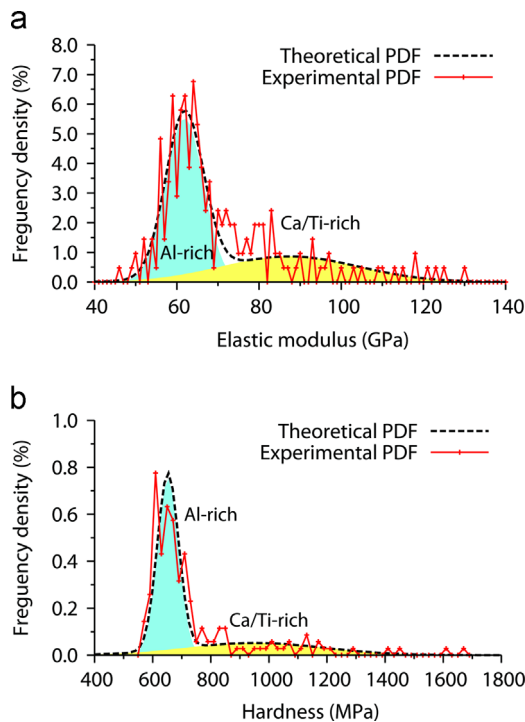 a
8.0
7.0
6.0
5.0
4.0
3.0
2.0
1.0
0.0
Freguency density (%)
Theoretical PDF
Experimental PDF
Al-rich
Ca/Ti-rich
40 60 80 100 120 140
Elastic modulus (GPa)
b
1.0
0.8
0.6
0.4
0.2
0.0
Freguency density (%)
Theoretical PDF
Experimental PDF
Al-rich
Ca/Ti-rich
400 600 800 1000 1200 1400 1600 1800
Hardness (MPa)